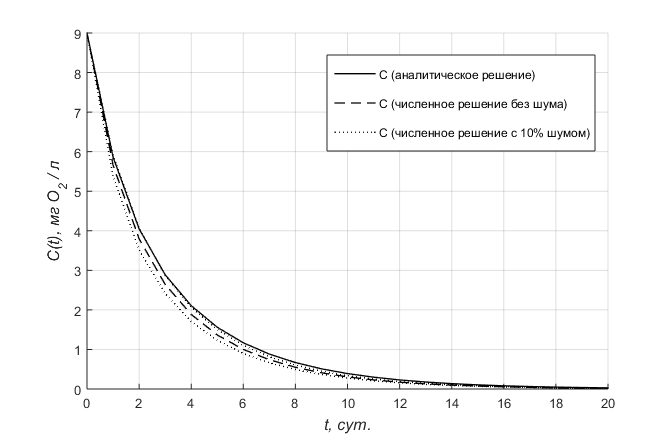 9
8
7
6
5
4
3
2
1
0
C(t), мг O2 / л
C (аналитическое решение)
C (численное решение без шума)
C (численное решение с 10% шумом)
0 2 4 6 8 10 12 14 16 18 20
t, сут.